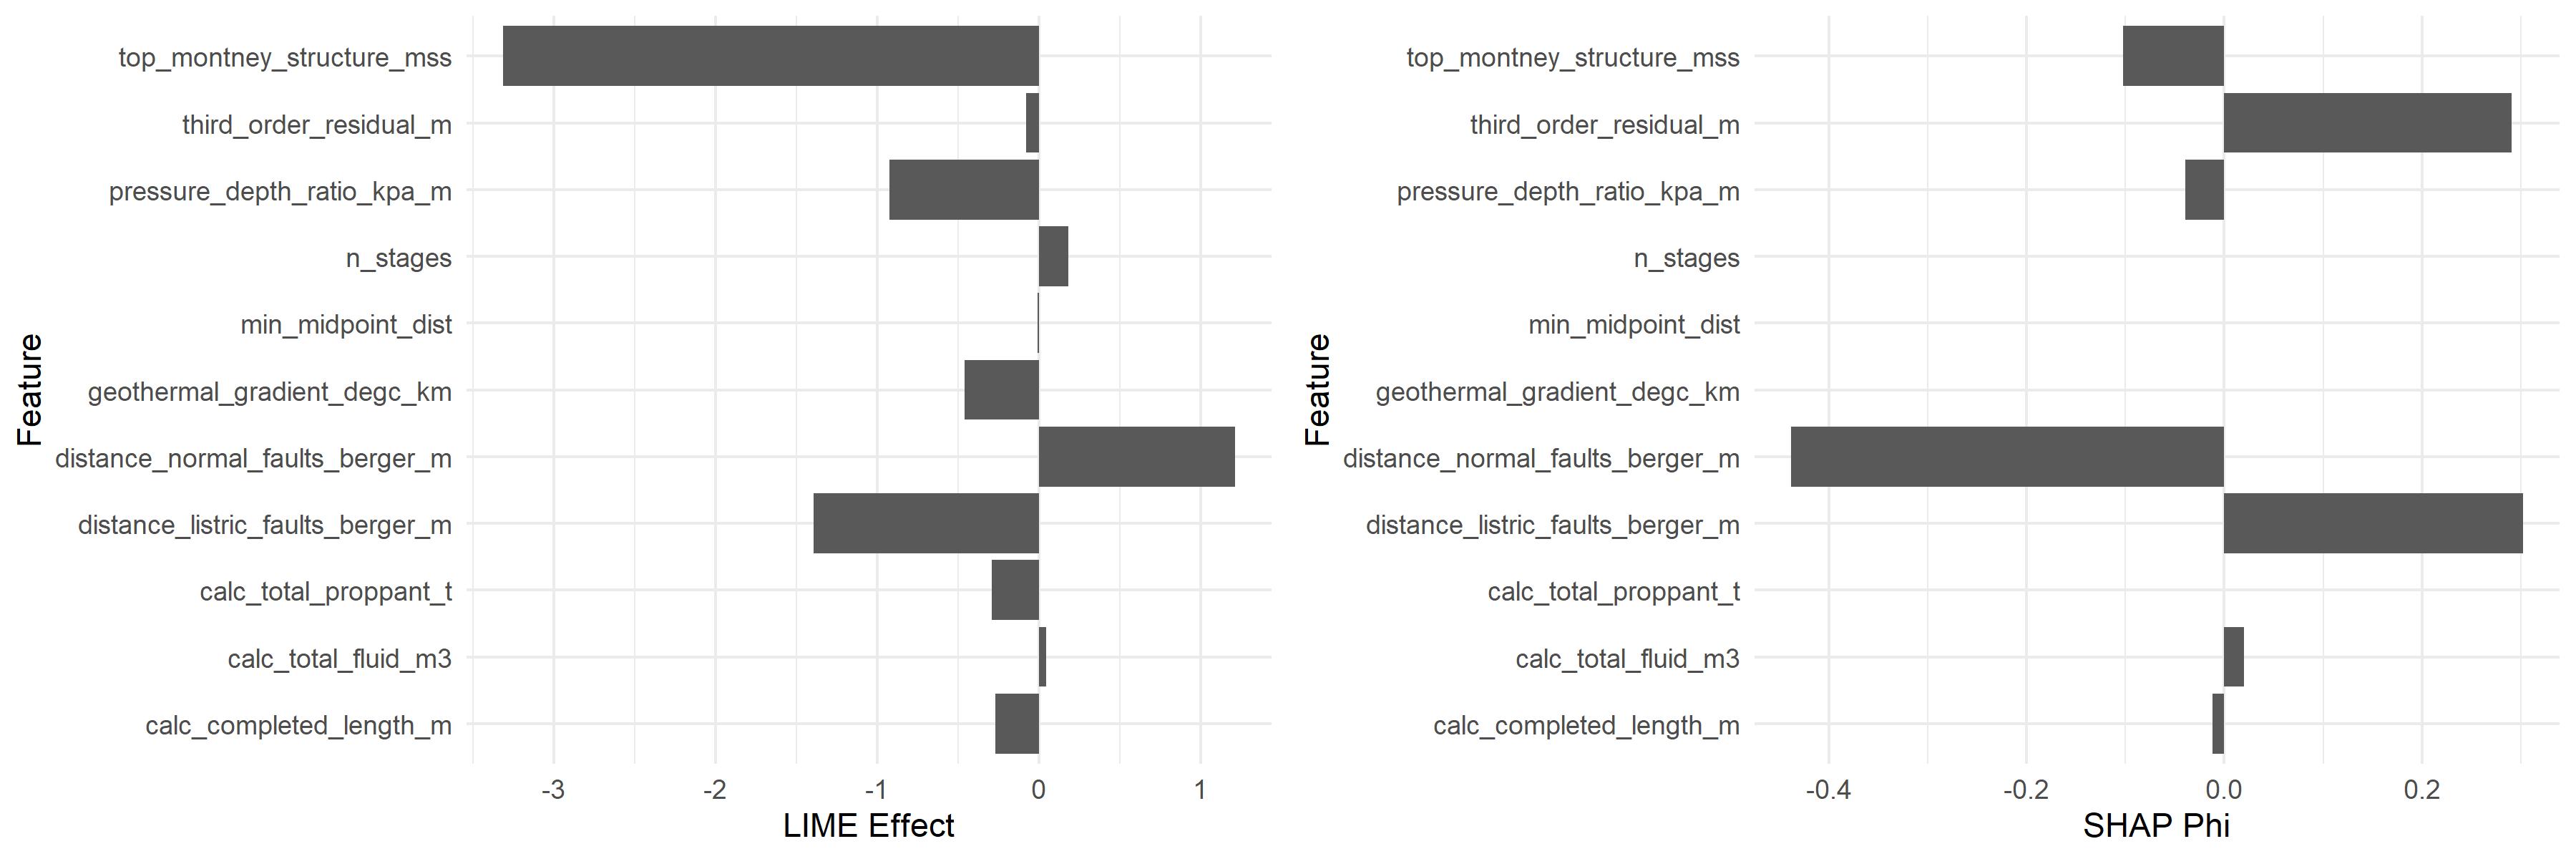 Feature
top_montney_structure_mss
third_order_residual_m
pressure_depth_ratio_kpa_m
n_stages
min_midpoint_dist
geothermal_gradient_degc_km
distance_normal_faults_berger_m
distance_listric_faults_berger_m
calc_total_proppant_t
calc_total_fluid_m3
calc_completed_length_m
-3 -2 -1 0 1
LIME Effect
Feature
top_montney_structure_mss
third_order_residual_m
pressure_depth_ratio_kpa_m
n_stages
min_midpoint_dist
geothermal_gradient_degc_km
distance_normal_faults_berger_m
distance_listric_faults_berger_m
calc_total_proppant_t
calc_total_fluid_m3
calc_completed_length_m
-0.4 -0.2 0.0 0.2
SHAP Phi